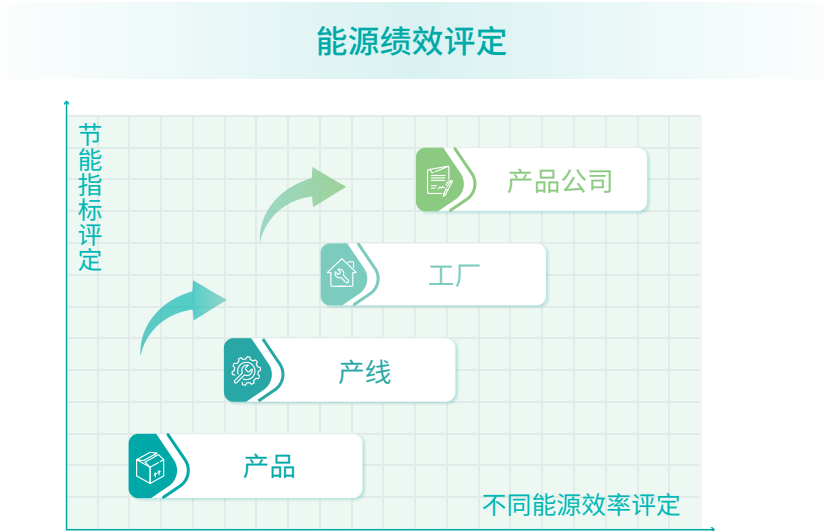 能源绩效评定
节能指标评定
产品公司
工厂
产线
产品
不同能源效率评定